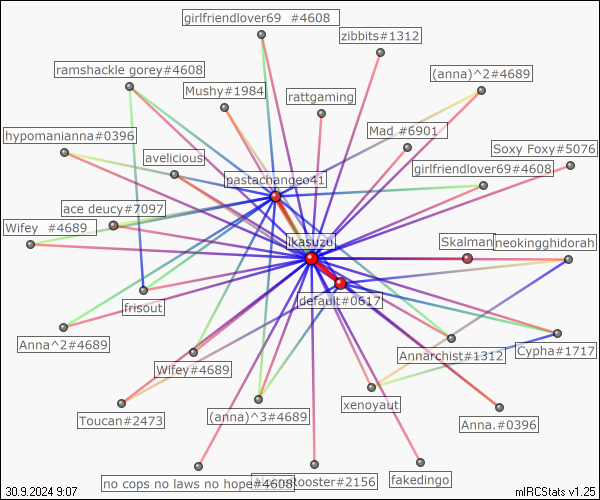 girlfriendlover69 #4608
zibbits#1312
ramshackle gorey#4608
(anna)^2#4689
Mushy#1984
rattgaming
Mad #6901
hypomanianna#0396
Soxy Foxy#5076
avelicious
girlfriendlover69#4608
pastachangeo41
ace deucy#7097
Wifey #4689
ikasuzu
Skalman
neokingghidorah
default#0617
frisout
Anna^2#4689
Annarchist#1312
Cypha#1717
Wifey#4689
xenoyaut
Toucan#2473
(anna)^3#4689
Anna.#0396
no cops no laws no hope#4608
ooster#2156
fakedingo
30.9.2024 9:07
mIRCStats v1.25